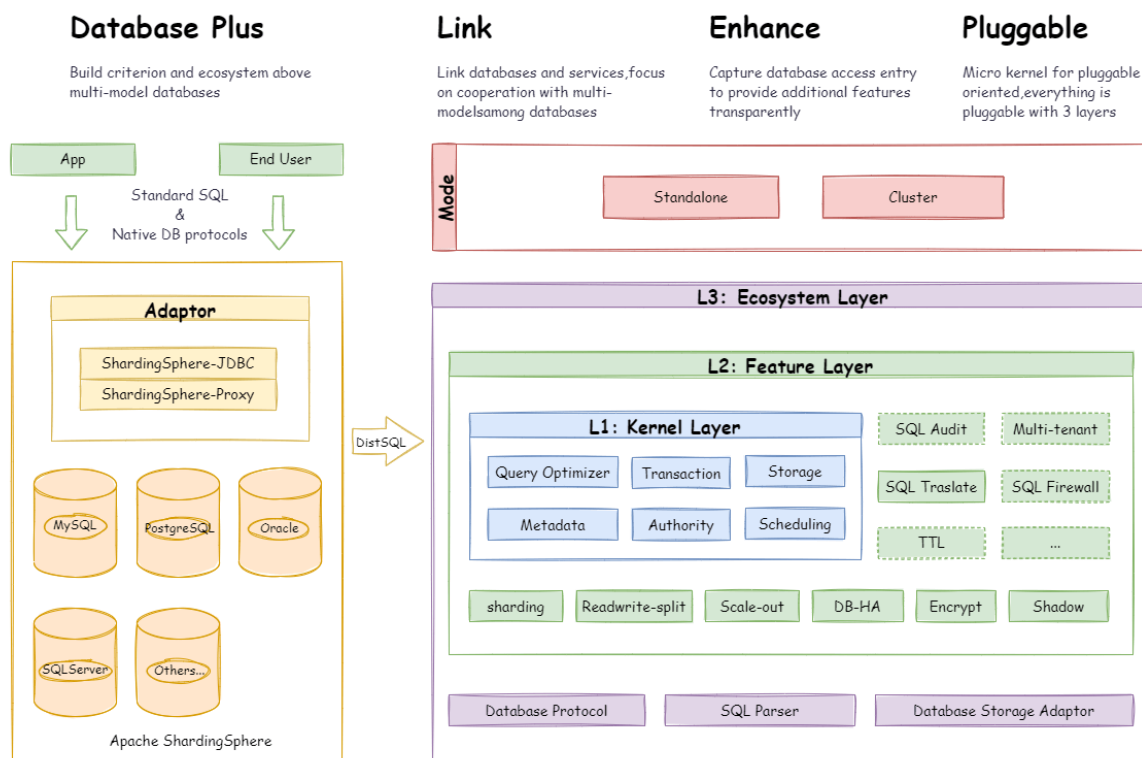 Database Plus
Build criterion and ecosystem above
multi-model databases
Link
Link databases and services,focus
on cooperation with multi-
modelsamong databases
Enhance
Capture database access entry
to provide additional features
transparently
Pluggable
Micro kernel for pluggable
oriented,everything is
pluggable with 3 layers
App
End User
Standard SQL
&
Native DB protocols
Adaptor
ShardingSphere-JDBC
ShardingSphere-Proxy
MySQL
PostgreSQL
Oracle
SQLServer
Others...
Apache ShardingSphere
DistSQL
Mode
Standalone
Cluster
L3: Ecosystem Layer
L2: Feature Layer
L1: Kernel Layer
Query Optimizer
Transaction
Storage
Metadata
Authority
Scheduling
SQL Audit
Multi-tenant
SQL Traslate
SQL Firewall
TTL
...
sharding
Readwrite-split
Scale-out
DB-HA
Encrypt
Shadow
Database Protocol
SQL Parser
Database Storage Adaptor